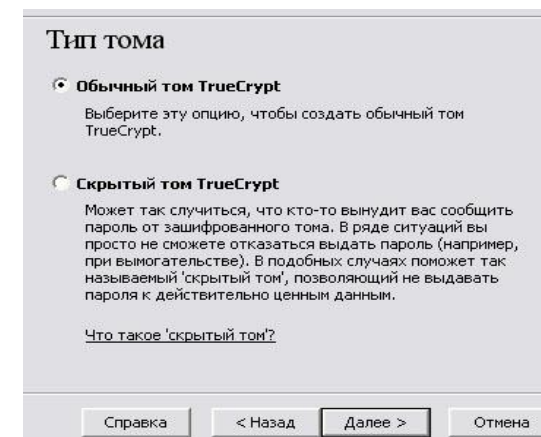 Тип тома
Обычный том TrueCrypt
Выберите эту опцию, чтобы создать обычный том
TrueCrypt.
Скрытый том TrueCrypt
Может так случиться, что кто-то вынудит вас сообщить
пароль от зашифрованного тома. В ряде ситуаций вы
просто не сможете отказаться выдать пароль (например,
при вымогательстве). В подобных случаях поможет так
называемый 'скрытый том', позволяющий не выдавать
пароля к действительно ценным данным.
Что такое 'скрытый том'?
Справка
< Назад
Далее >
Отмена